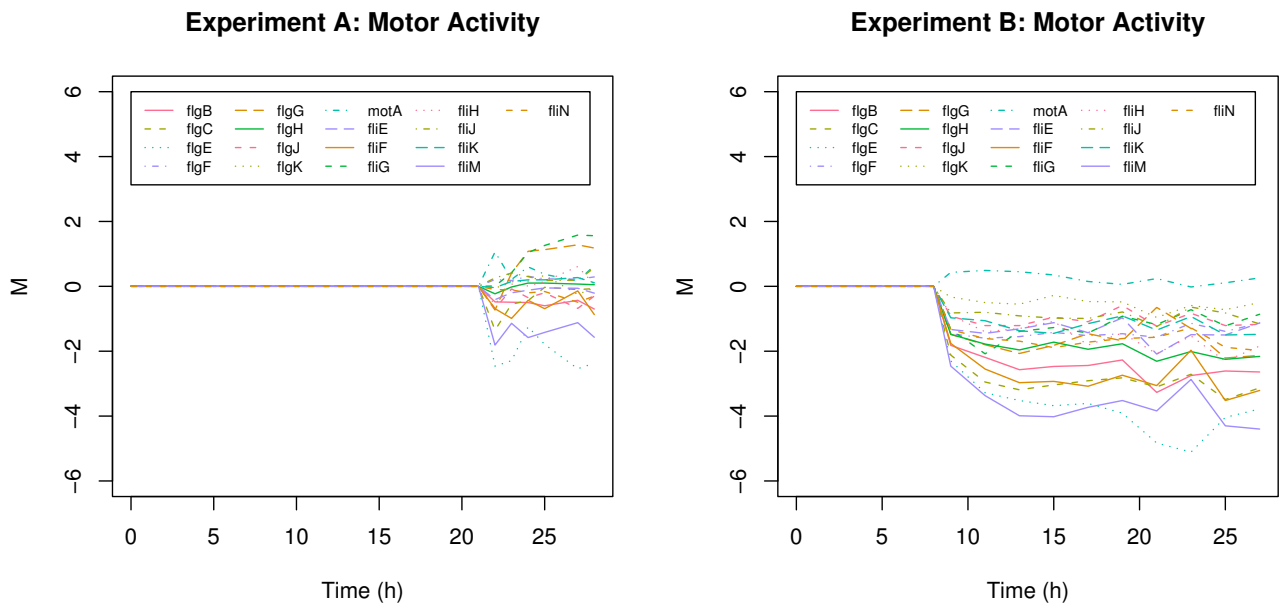 Experiment A: Motor Activity
6
4
2
0
−2
−4
−6
M
flgB flgG motA fliH fliN
flgC flgH fliE fliJ
flgE flgJ fliF fliK
flgF flgK fliG fliM
0 5 10 15 20 25
Time (h)
Experiment B: Motor Activity
6
4
2
0
−2
−4
−6
M
flgB flgG motA fliH fliN
flgC flgH fliE fliJ
flgE flgJ fliF fliK
flgF flgK fliG fliM
0 5 10 15 20 25
Time (h)